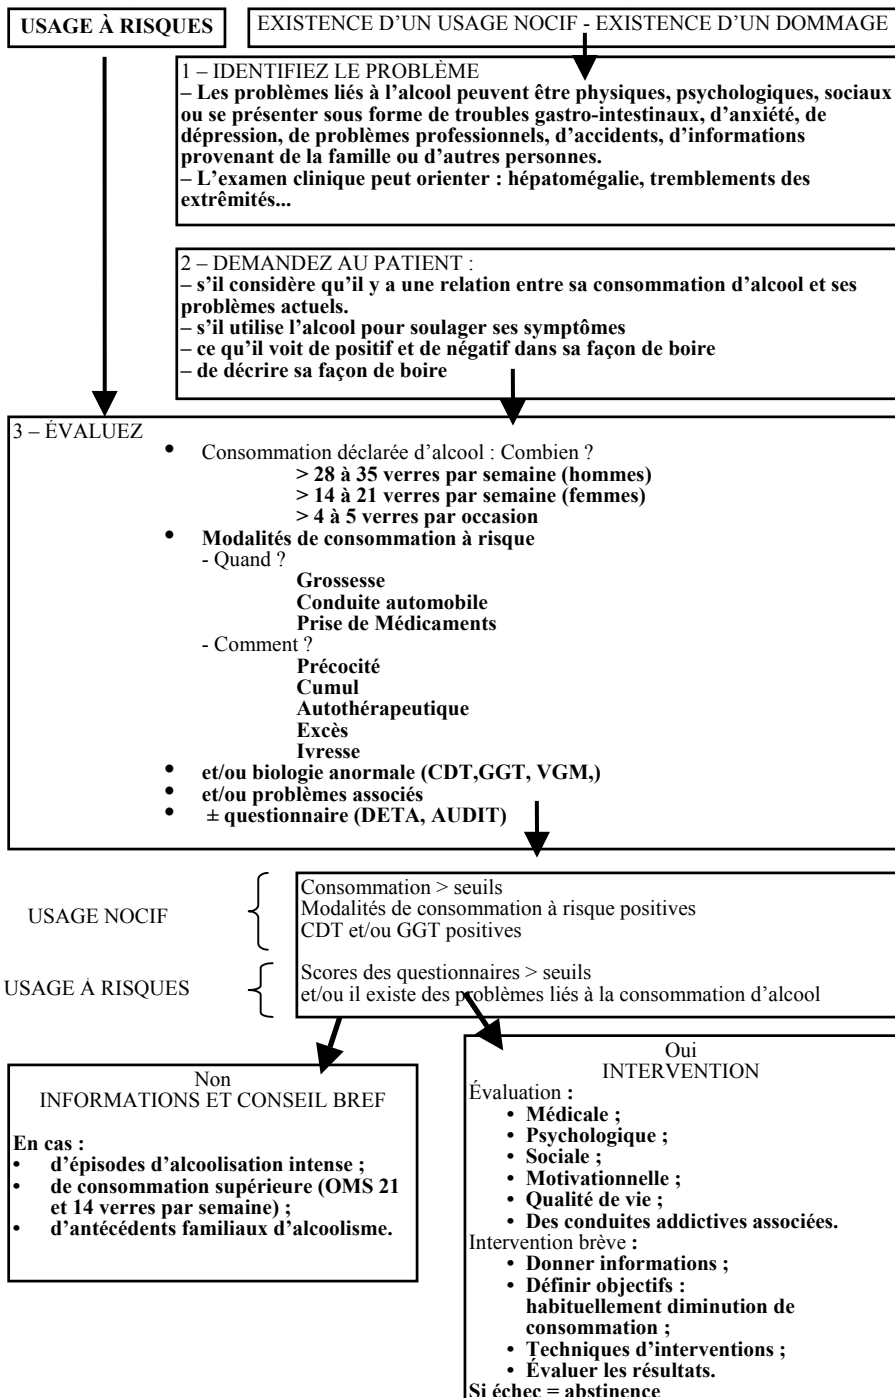 USAGE À RISQUES
EXISTENCE D'UN USAGE NOCIF - EXISTENCE D'UN DOMMAGE
1 – IDENTIFIEZ LE PROBLÈME
– Les problèmes liés à l'alcool peuvent être physiques, psychologiques, sociaux
ou se présenter sous forme de troubles gastro-intestinaux, d'anxiété, de
dépression, de problèmes professionnels, d'accidents, d'informations
provenant de la famille ou d'autres personnes.
– L'examen clinique peut orienter : hépatomégalie, tremblements des
extrêmités...
2 – DEMANDEZ AU PATIENT :
– s'il considère qu'il y a une relation entre sa consommation d'alcool et ses
problèmes actuels.
– s'il utilise l'alcool pour soulager ses symptômes
– ce qu'il voit de positif et de négatif dans sa façon de boire
– de décrire sa façon de boire
3 – ÉVALUEZ
• Consommation déclarée d'alcool : Combien ?
> 28 à 35 verres par semaine (hommes)
> 14 à 21 verres par semaine (femmes)
> 4 à 5 verres par occasion
• Modalités de consommation à risque
- Quand ?
Grossesse
Conduite automobile
Prise de Médicaments
- Comment ?
Précocité
Cumul
Autothérapeutique
Excès
Ivresse
• et/ou biologie anormale (CDT,GGT, VGM,)
• et/ou problèmes associés
• ± questionnaire (DETA, AUDIT)
USAGE NOCIF
Consommation > seuils
Modalités de consommation à risque positives
CDT et/ou GGT positives
USAGE À RISQUES
Scores des questionnaires > seuils
et/ou il existe des problèmes liés à la consommation d'alcool
Non
INFORMATIONS ET CONSEIL BREF
En cas :
• d'épisodes d'alcoolisation intense ;
• de consommation supérieure (OMS 21
et 14 verres par semaine) ;
• d'antécédents familiaux d'alcoolisme.
Oui
INTERVENTION
Évaluation :
• Médicale ;
• Psychologique ;
• Sociale ;
• Motivationnelle ;
• Qualité de vie ;
• Des conduites addictives associées.
Intervention brève :
• Donner informations ;
• Définir objectifs :
habituellement diminution de
consommation ;
• Techniques d'interventions ;
• Évaluer les résultats.
Si échec = abstinence